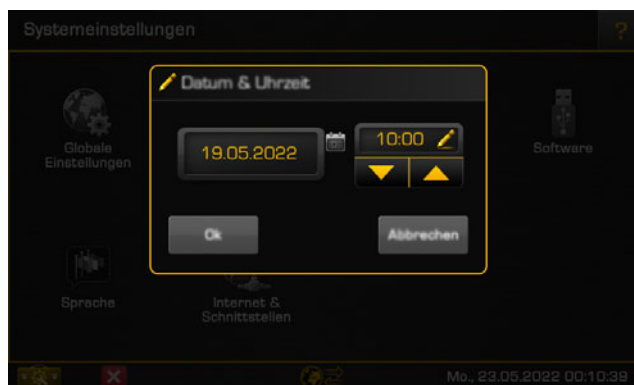 Systemeinstellungen
?
Datum & Uhrzeit
19.05.2022
10:00
Ok
Abbrechen
Globale
Einstellungen
Software
Sprache
Internet &
Schnittstellen
Mo., 23.05.2022 00:10:39